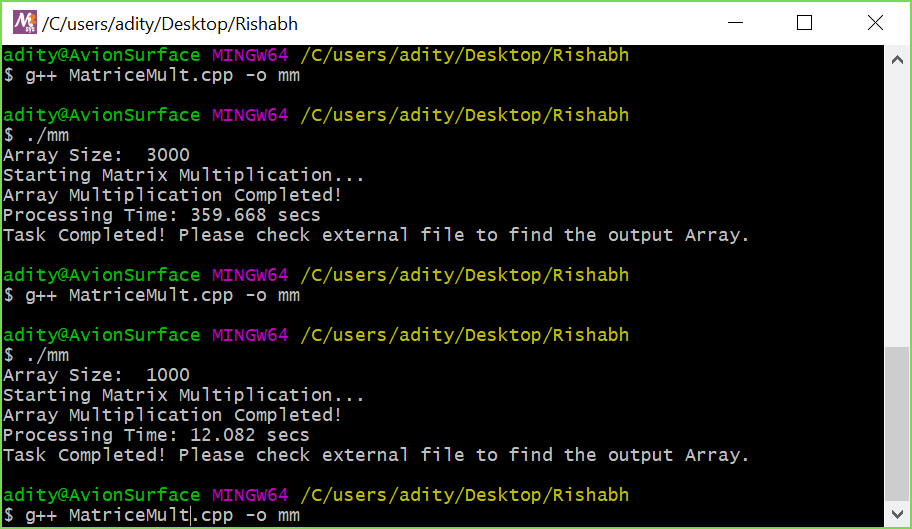 /C/users/adity/Desktop/Rishabh
adity@AvionSurface MINGW64 /C/users/adity/Desktop/Rishabh
$ g++ MatriceMult.cpp -o mm
adity@AvionSurface MINGW64 /C/users/adity/Desktop/Rishabh
$ ./mm
Array Size:  3000
Starting Matrix Multiplication...
Array Multiplication Completed!
Processing Time: 359.668 secs
Task Completed! Please check external file to find the output Array.
adity@AvionSurface MINGW64 /C/users/adity/Desktop/Rishabh
$ g++ MatriceMult.cpp -o mm
adity@AvionSurface MINGW64 /C/users/adity/Desktop/Rishabh
$ ./mm
Array Size:  1000
Starting Matrix Multiplication...
Array Multiplication Completed!
Processing Time: 12.082 secs
Task Completed! Please check external file to find the output Array.
adity@AvionSurface MINGW64 /C/users/adity/Desktop/Rishabh
$ g++ MatriceMult.cpp -o mm